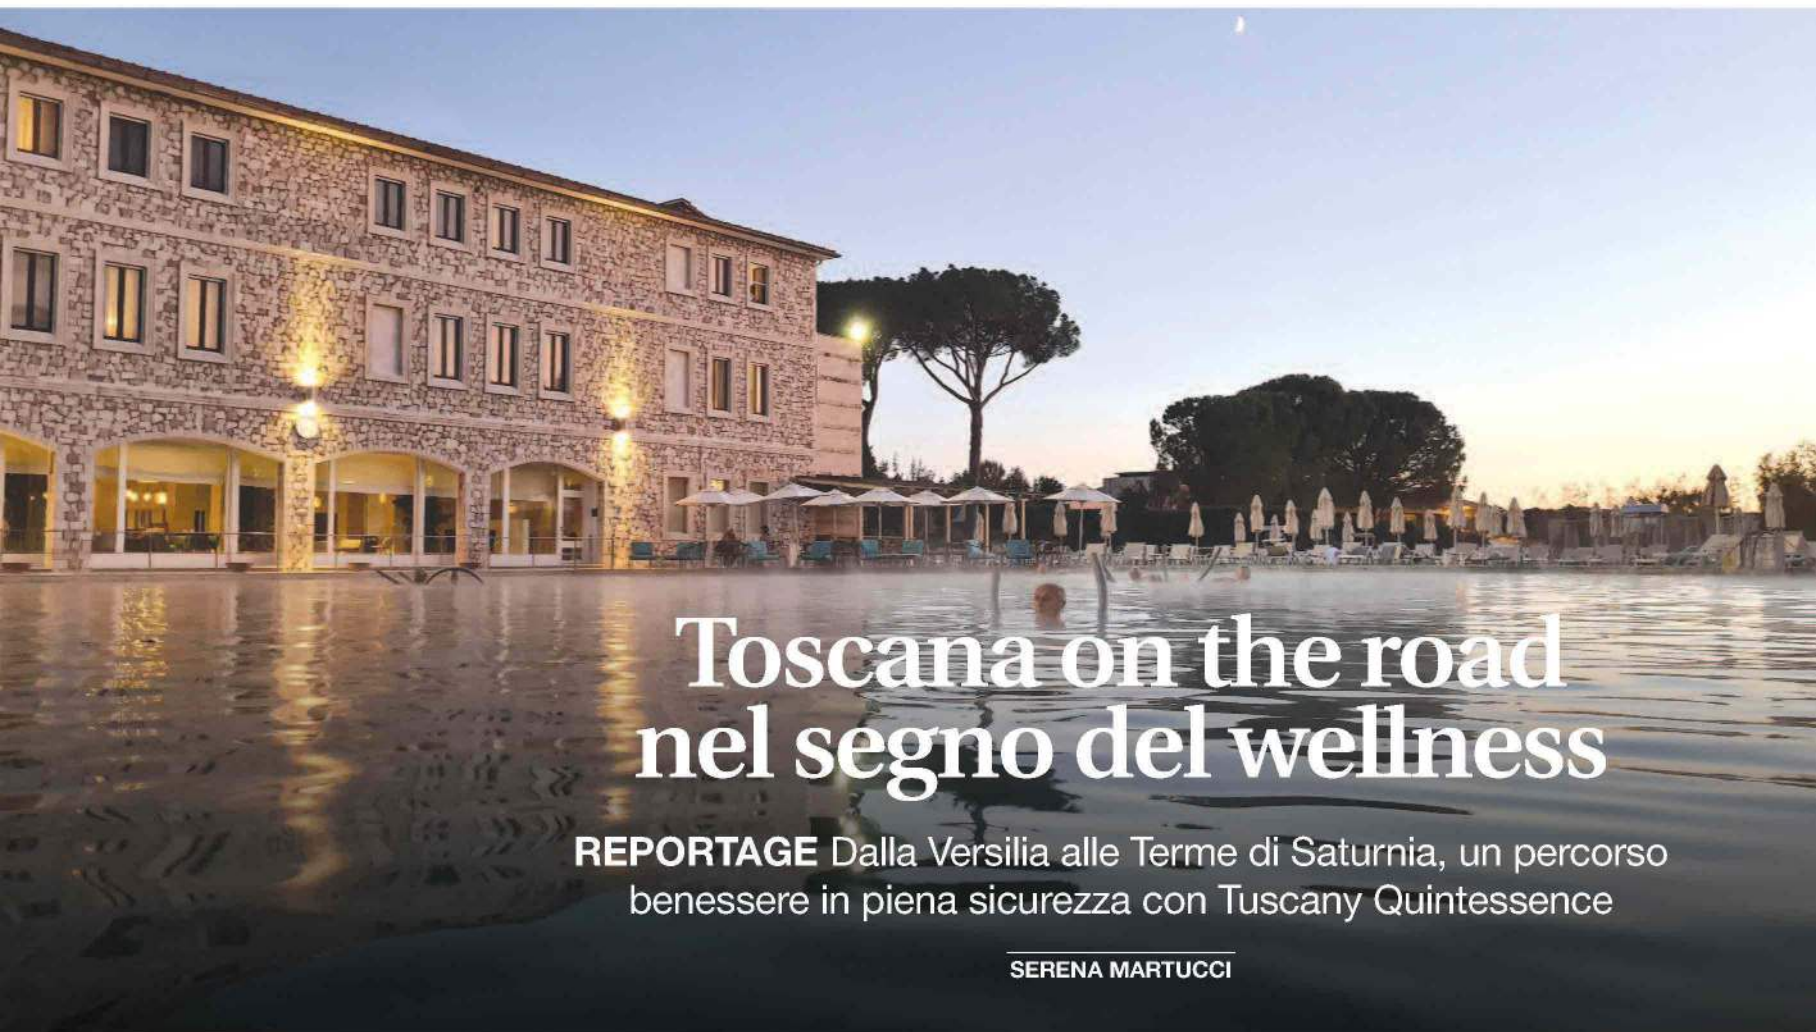 Toscana on the road
nel segno del wellness
REPORTAGE Dalla Versilia alle Terme di Saturnia, un percorso
benessere in piena sicurezza con Tuscany Quintessence
SERENA MARTUCCI